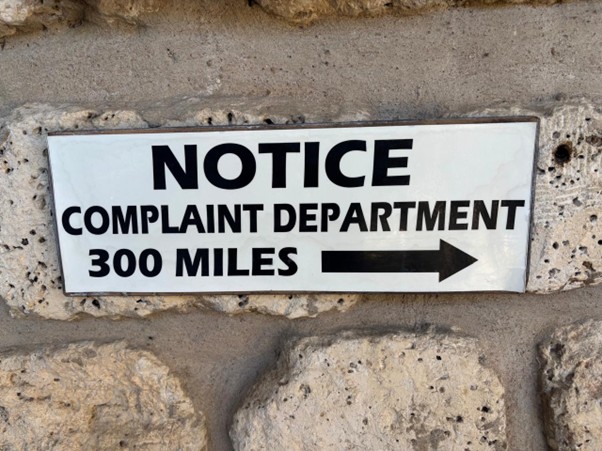 NOTICE
COMPLAINT DEPARTMENT
300 MILES